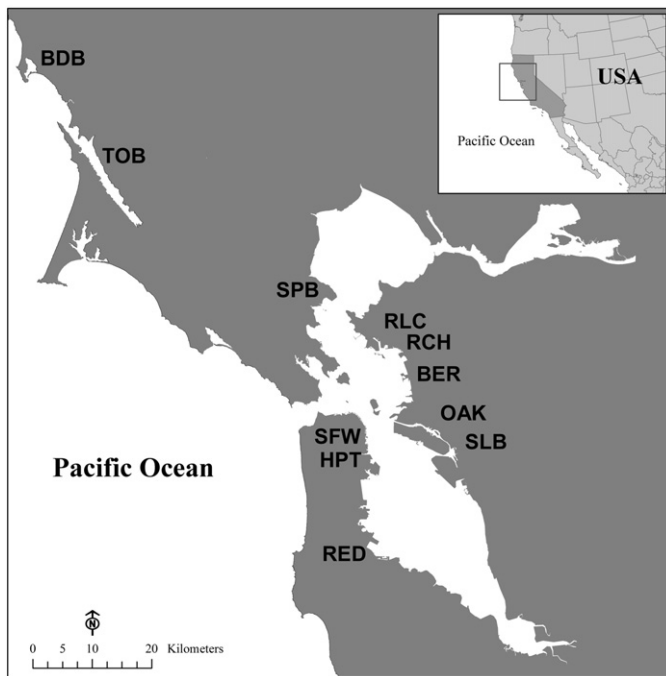 BDB
USA
Pacific Ocean
TOB
SPB
RLC
RCH
BER
OAK
SFW
SLB
HPT
Pacific Ocean
RED
N
0 5 10 20 Kilometers